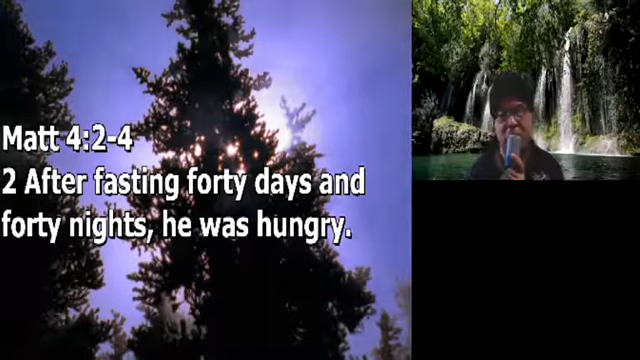 Matt 4:2-4
2 After fasting forty days and
forty nights, he was hungry.